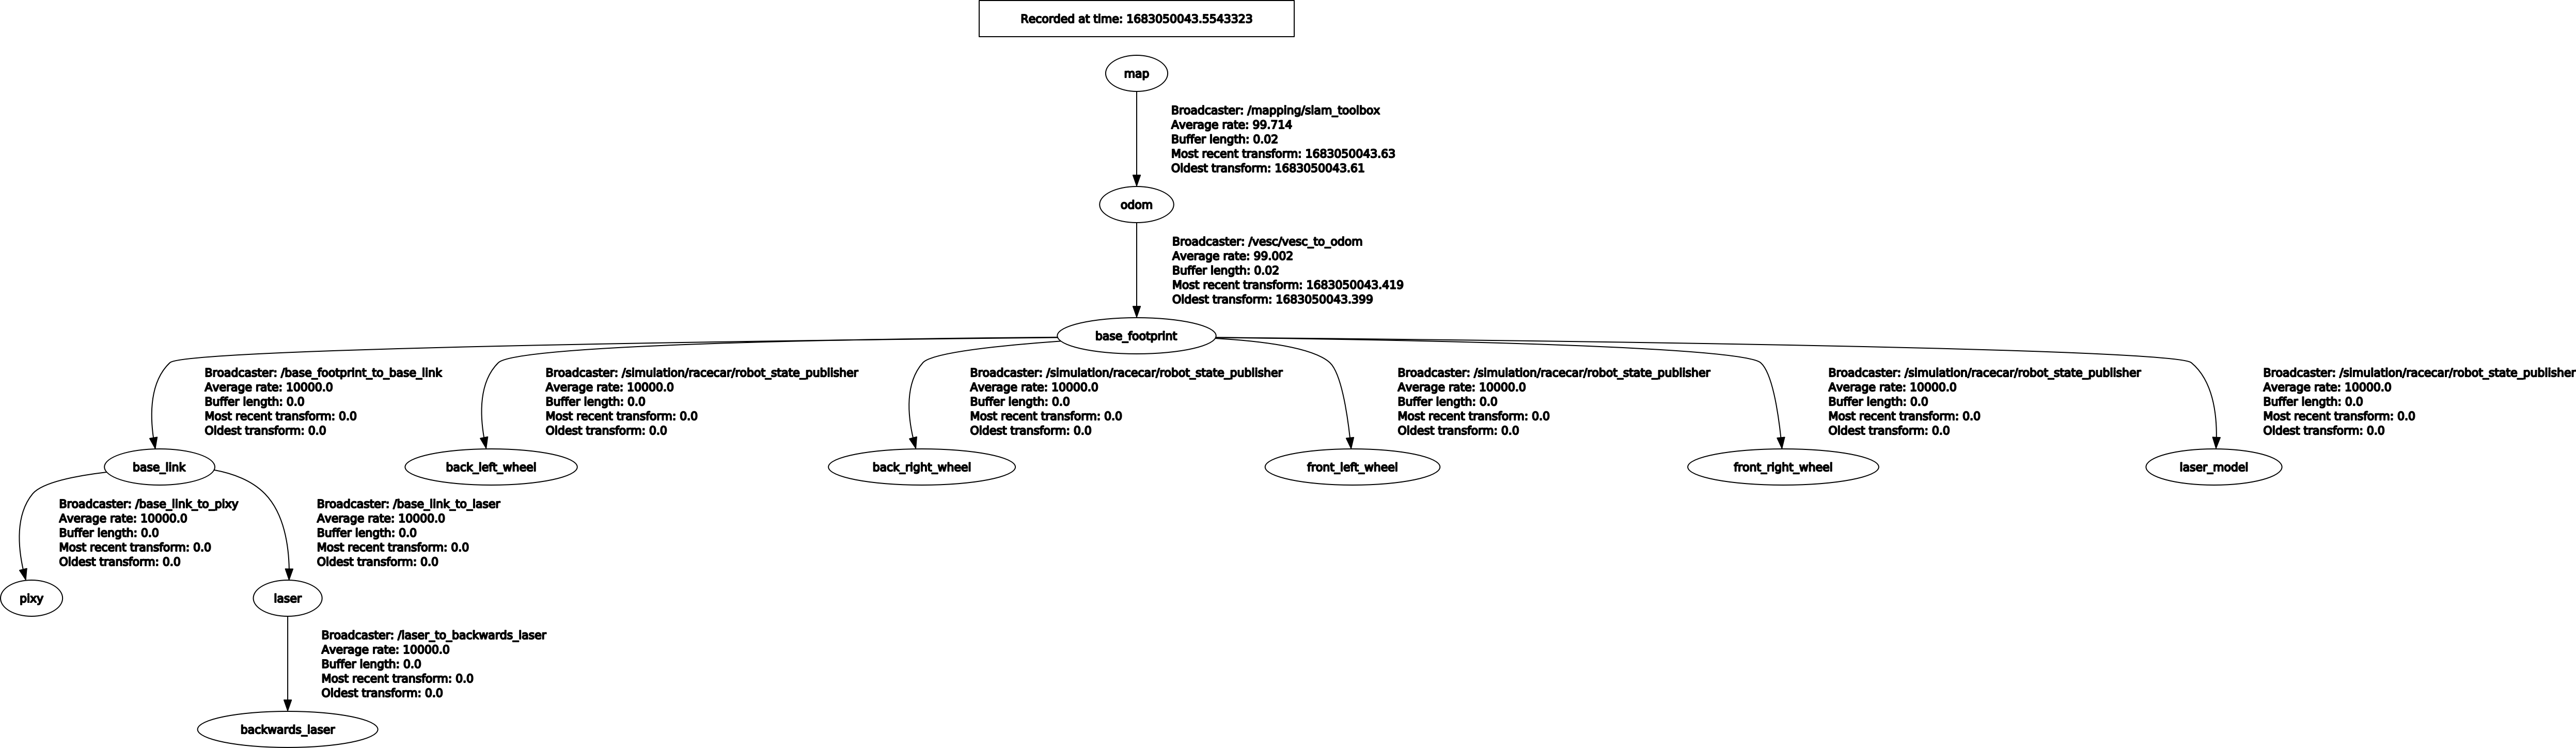 Recorded at time: 1683050043.5543323
map
Broadcaster: /mapping/slam_toolbox
Average rate: 99.714
Buffer length: 0.02
Most recent transform: 1683050043.63
Oldest transform: 1683050043.61
odom
Broadcaster: /vesc/vesc_to_odom
Average rate: 99.002
Buffer length: 0.02
Most recent transform: 1683050043.419
Oldest transform: 1683050043.399
base_footprint
Broadcaster: /base_footprint_to_base_link
Average rate: 10000.0
Buffer length: 0.0
Most recent transform: 0.0
Oldest transform: 0.0
Broadcaster: /simulation/racecar/robot_state_publisher
Average rate: 10000.0
Buffer length: 0.0
Most recent transform: 0.0
Oldest transform: 0.0
Broadcaster: /simulation/racecar/robot_state_publisher
Average rate: 10000.0
Buffer length: 0.0
Most recent transform: 0.0
Oldest transform: 0.0
Broadcaster: /simulation/racecar/robot_state_publisher
Average rate: 10000.0
Buffer length: 0.0
Most recent transform: 0.0
Oldest transform: 0.0
Broadcaster: /simulation/racecar/robot_state_publisher
Average rate: 10000.0
Buffer length: 0.0
Most recent transform: 0.0
Oldest transform: 0.0
Broadcaster: /simulation/racecar/robot_state_publisher
Average rate: 10000.0
Buffer length: 0.0
Most recent transform: 0.0
Oldest transform: 0.0
base_link
back_left_wheel
back_right_wheel
front_left_wheel
front_right_wheel
laser_model
Broadcaster: /base_link_to_pixy
Average rate: 10000.0
Buffer length: 0.0
Most recent transform: 0.0
Oldest transform: 0.0
Broadcaster: /base_link_to_laser
Average rate: 10000.0
Buffer length: 0.0
Most recent transform: 0.0
Oldest transform: 0.0
pixy
laser
Broadcaster: /laser_to_backwards_laser
Average rate: 10000.0
Buffer length: 0.0
Most recent transform: 0.0
Oldest transform: 0.0
backwards_laser